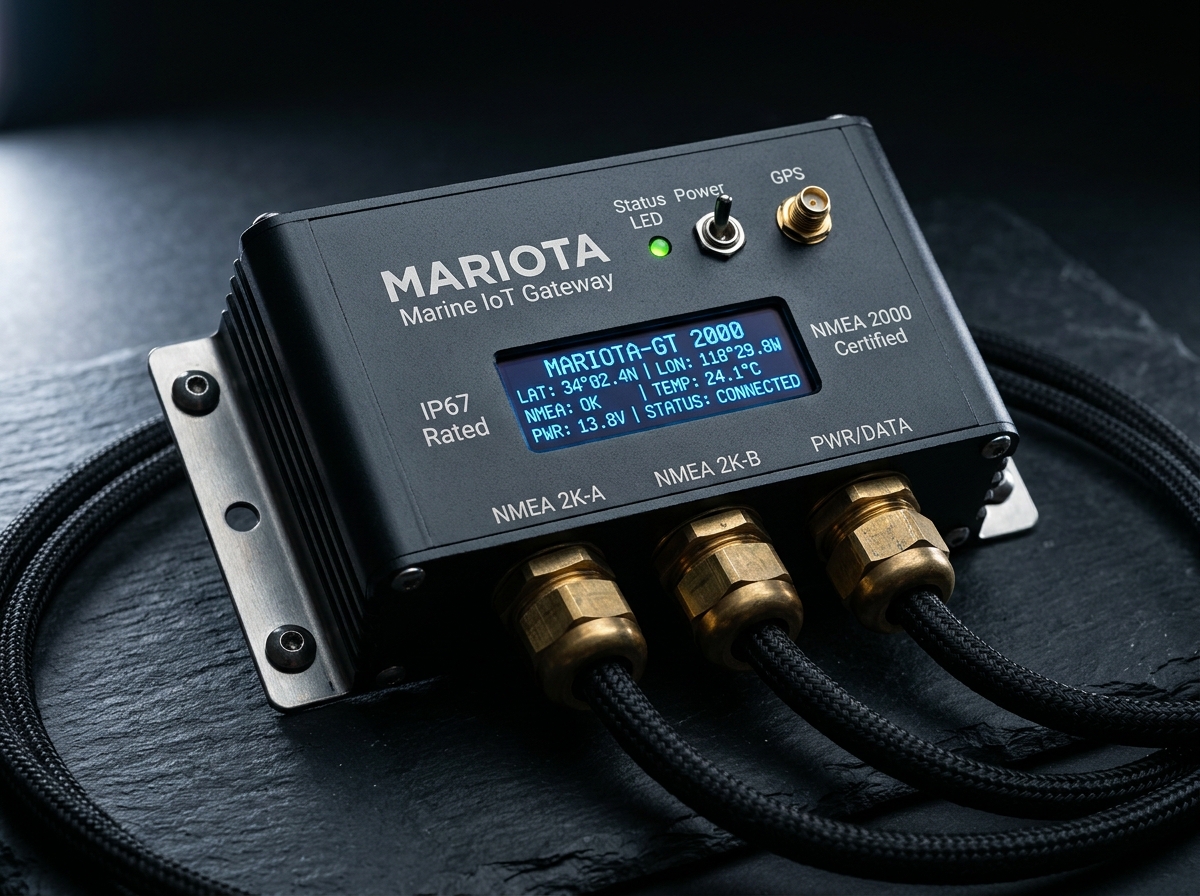 Status LED
Power
GPS
MARIOTA
Marine IoT Gateway
MARIOTA-GT 2000
LAT: 34°02.4N | LON: 118°29.8W
NMEA: OK | TEMP: 24.1°C
PWR: 13.8V | STATUS: CONNECTED
NMEA 2000
Certified
IP67
Rated
NMEA 2K-A
NMEA 2K-B
PWR/DATA